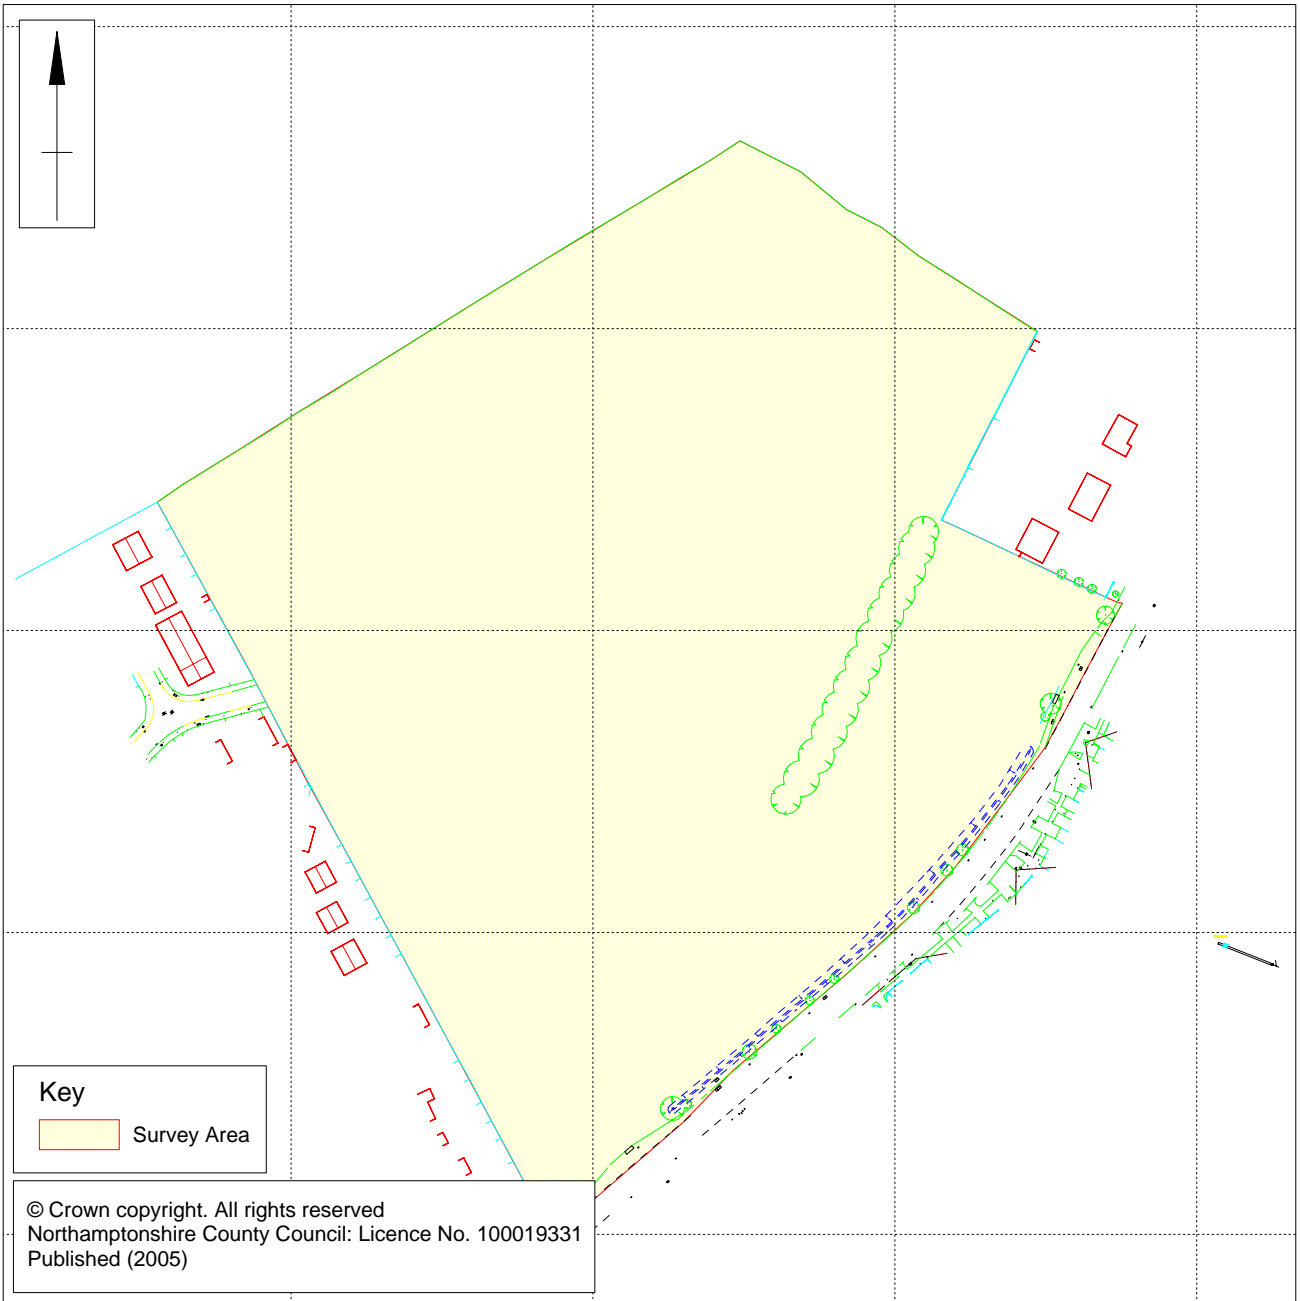 Key
Survey Area
© Crown copyright. All rights reserved
Northamptonshire County Council: Licence No. 100019331
Published (2005)